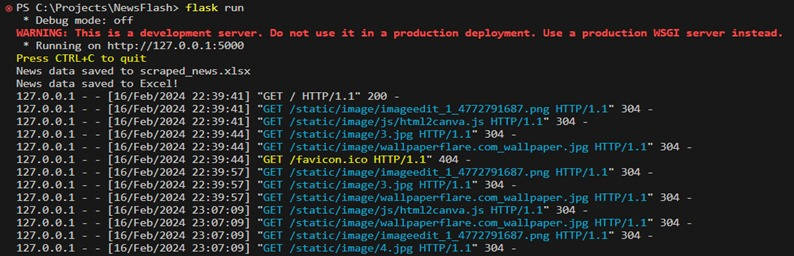 PS C:\Projects\NewsFlash> flask run
* Debug mode: off
WARNING: This is a development server. Do not use it in a production deployment. Use a production WSGI server instead.
* Running on http://127.0.0.1:5000
Press CTRL+C to quit
News data saved to scraped_news.xlsx
News data saved to Excel!
127.0.0.1 - - [16/Feb/2024 22:39:41] "GET / HTTP/1.1" 200 -
127.0.0.1 - - [16/Feb/2024 22:39:41] "GET /static/image/imageedit_1_4772791687.png HTTP/1.1" 304 -
127.0.0.1 - - [16/Feb/2024 22:39:41] "GET /static/image/js/html2canva.js HTTP/1.1" 304 -
127.0.0.1 - - [16/Feb/2024 22:39:44] "GET /static/image/3.jpg HTTP/1.1" 304 -
127.0.0.1 - - [16/Feb/2024 22:39:44] "GET /static/image/wallpaperflare.com_wallpaper.jpg HTTP/1.1" 304 -
127.0.0.1 - - [16/Feb/2024 22:39:44] "GET /favicon.ico HTTP/1.1" 404 -
127.0.0.1 - - [16/Feb/2024 22:39:57] "GET /static/image/imageedit_1_4772791687.png HTTP/1.1" 304 -
127.0.0.1 - - [16/Feb/2024 22:39:57] "GET /static/image/3.jpg HTTP/1.1" 304 -
127.0.0.1 - - [16/Feb/2024 22:39:57] "GET /static/image/wallpaperflare.com_wallpaper.jpg HTTP/1.1" 304 -
127.0.0.1 - - [16/Feb/2024 23:07:09] "GET /static/image/js/html2canva.js HTTP/1.1" 304 -
127.0.0.1 - - [16/Feb/2024 23:07:09] "GET /static/image/wallpaperflare.com_wallpaper.jpg HTTP/1.1" 304 -
127.0.0.1 - - [16/Feb/2024 23:07:09] "GET /static/image/imageedit_1_4772791687.png HTTP/1.1" 304 -
127.0.0.1 - - [16/Feb/2024 23:07:09] "GET /static/image/4.jpg HTTP/1.1" 304 -